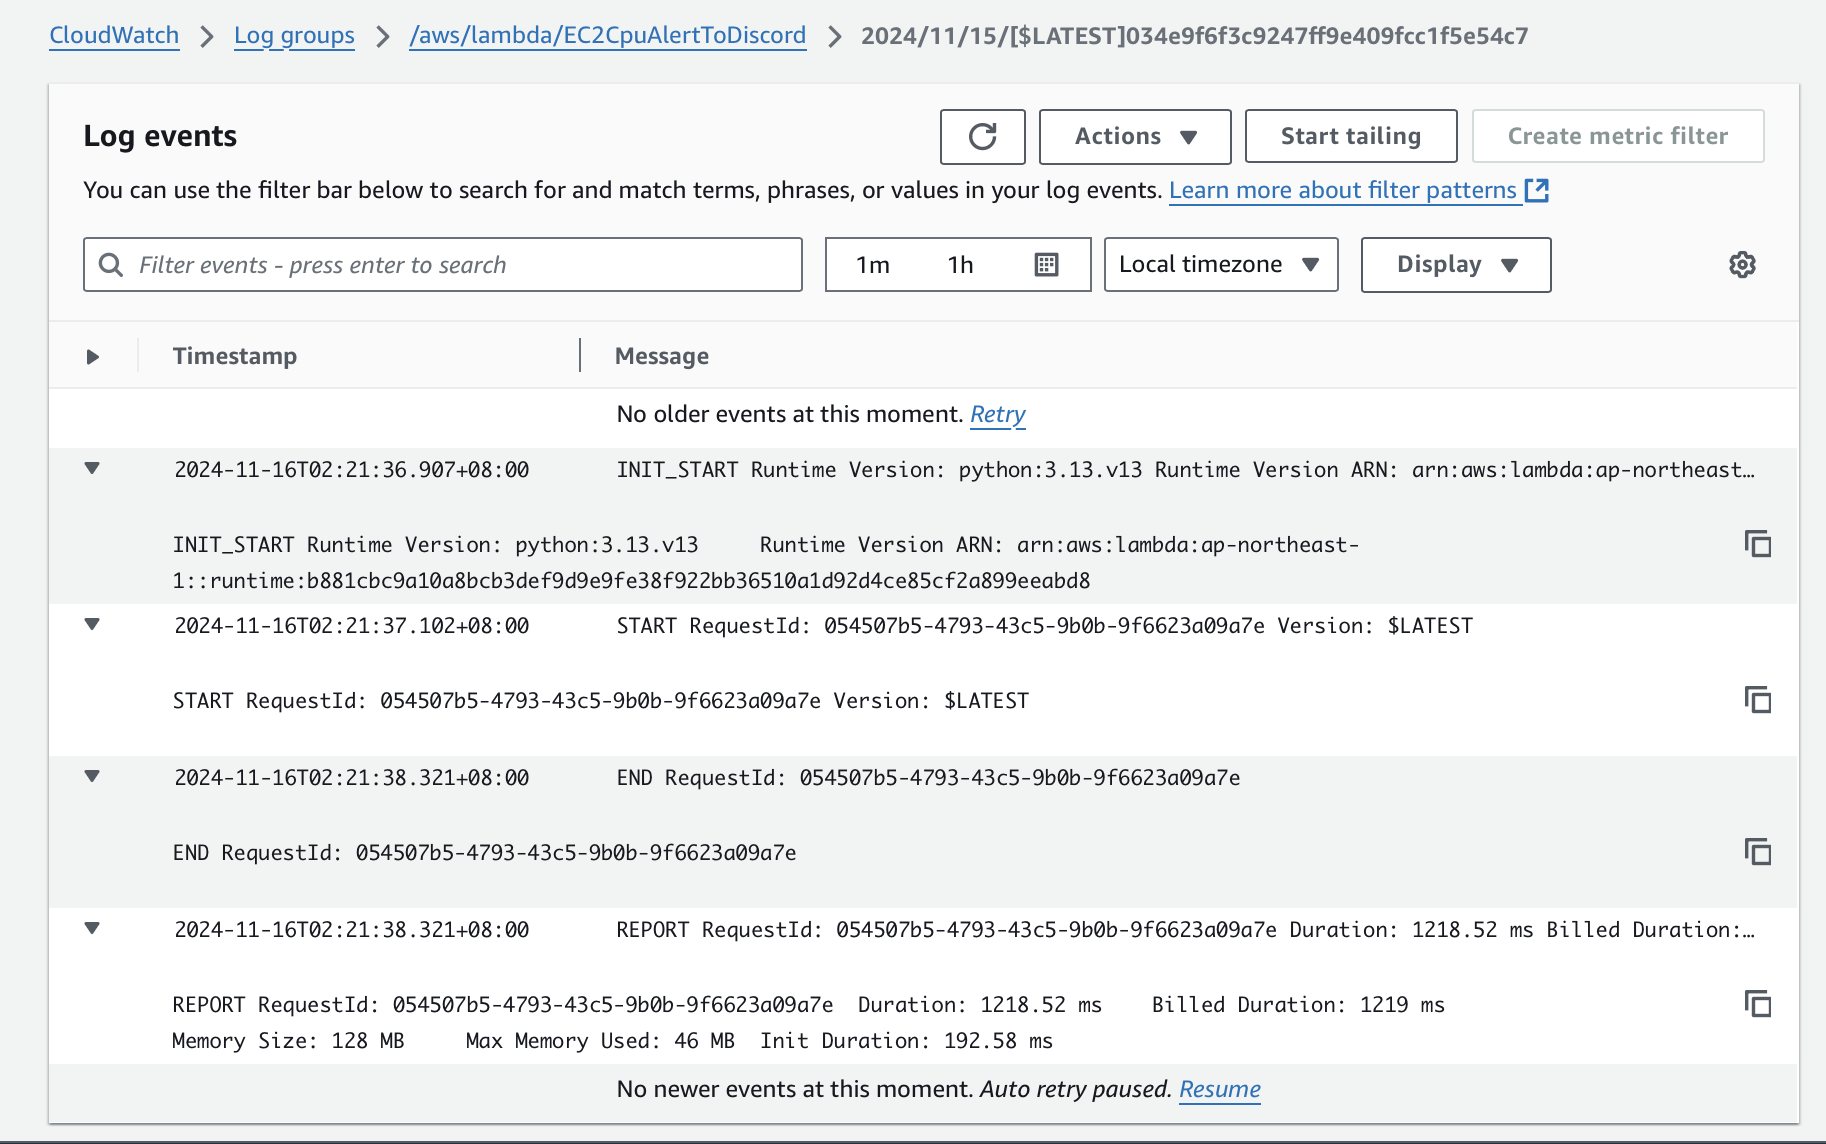 CloudWatch > Log groups > /aws/lambda/EC2CpuAlertToDiscord > 2024/11/15/[$LATEST]034e9f6f3c9247ff9e409fcc1f5e54c7
Log events
Actions
Start tailing
Create metric filter
You can use the filter bar below to search for and match terms, phrases, or values in your log events. Learn more about filter patterns
Filter events - press enter to search
1m 1h
Local timezone
Display
Timestamp Message
No older events at this moment. Retry
2024-11-16T02:21:36.907+08:00 INIT_START Runtime Version: python:3.13.v13 Runtime Version ARN: arn:aws:lambda:ap-northeast…
INIT_START Runtime Version: python:3.13.v13 Runtime Version ARN: arn:aws:lambda:ap-northeast-
1::runtime:b881cbc9a10a8bcb3def9d9e9fe38f922bb36510a1d92d4ce85cf2a899eeabd8
2024-11-16T02:21:37.102+08:00 START RequestId: 054507b5-4793-43c5-9b0b-9f6623a09a7e Version: $LATEST
START RequestId: 054507b5-4793-43c5-9b0b-9f6623a09a7e Version: $LATEST
2024-11-16T02:21:38.321+08:00 END RequestId: 054507b5-4793-43c5-9b0b-9f6623a09a7e
END RequestId: 054507b5-4793-43c5-9b0b-9f6623a09a7e
2024-11-16T02:21:38.321+08:00 REPORT RequestId: 054507b5-4793-43c5-9b0b-9f6623a09a7e Duration: 1218.52 ms Billed Duration:…
REPORT RequestId: 054507b5-4793-43c5-9b0b-9f6623a09a7e Duration: 1218.52 ms Billed Duration: 1219 ms
Memory Size: 128 MB Max Memory Used: 46 MB Init Duration: 192.58 ms
No newer events at this moment. Auto retry paused. Resume